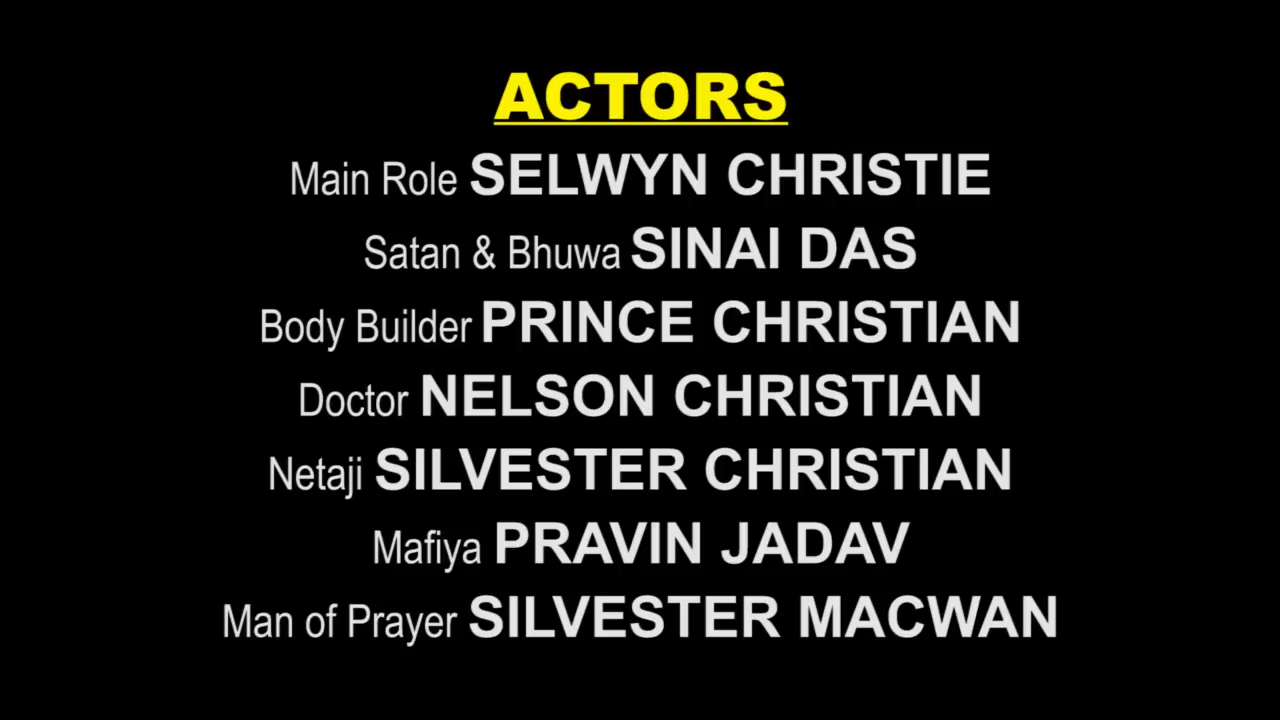 ACTORS
Main Role SELWYN CHRISTIE
Satan & Bhuwa SINAI DAS
Body Builder PRINCE CHRISTIAN
Doctor NELSON CHRISTIAN
Netaji SILVESTER CHRISTIAN
Mafiya PRAVIN JADAV
Man of Prayer SILVESTER MACWAN